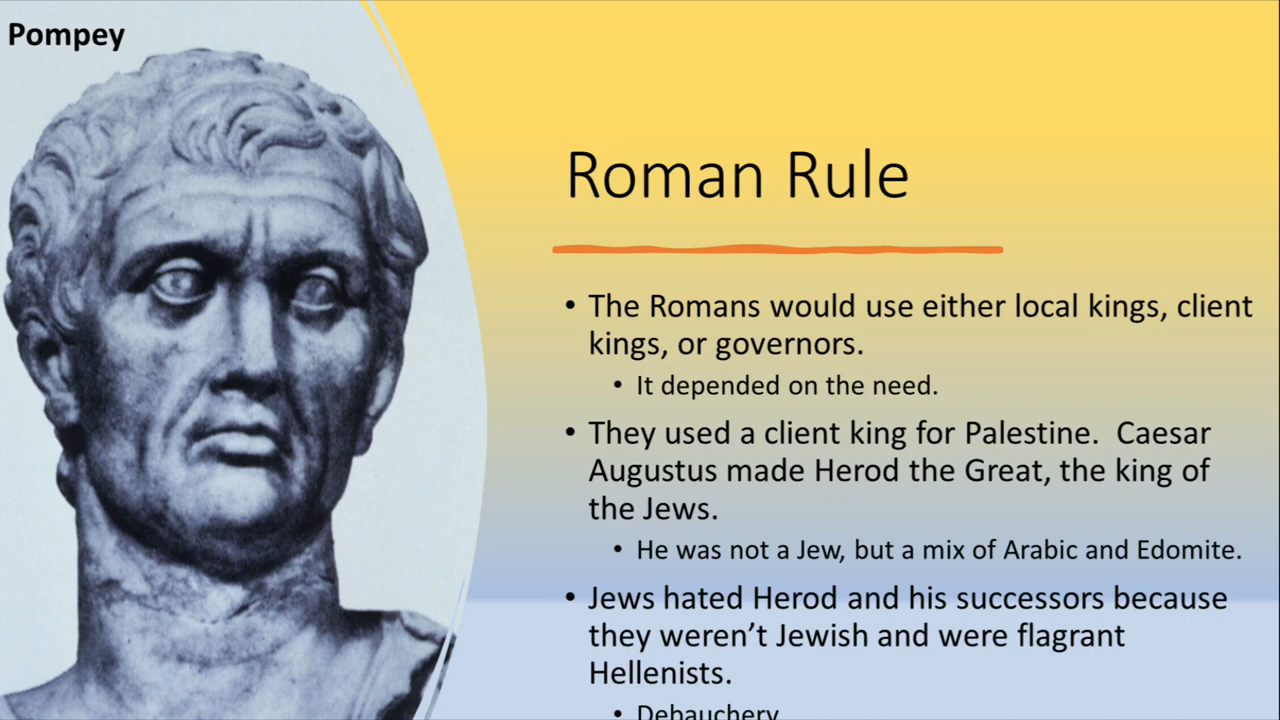 Pompey
Roman Rule
• The Romans would use either local kings, client
kings, or governors.
• It depended on the need.
• They used a client king for Palestine.  Caesar
Augustus made Herod the Great, the king of
the Jews.
• He was not a Jew, but a mix of Arabic and Edomite.
• Jews hated Herod and his successors because
they weren’t Jewish and were flagrant
Hellenists.
• Debauchery